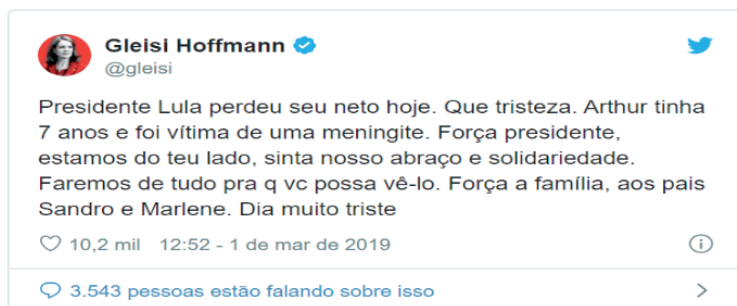 Gleisi Hoffmann
@gleisi
Presidente Lula perdeu seu neto hoje. Que tristeza. Arthur tinha
7 anos e foi vítima de uma meningite. Força presidente,
estamos do teu lado, sinta nosso abraço e solidariedade.
Faremos de tudo pra q vc possa vê-lo. Força a família, aos pais
Sandro e Marlene. Dia muito triste
10,2 mil 12:52 - 1 de mar de 2019
3.543 pessoas estão falando sobre isso